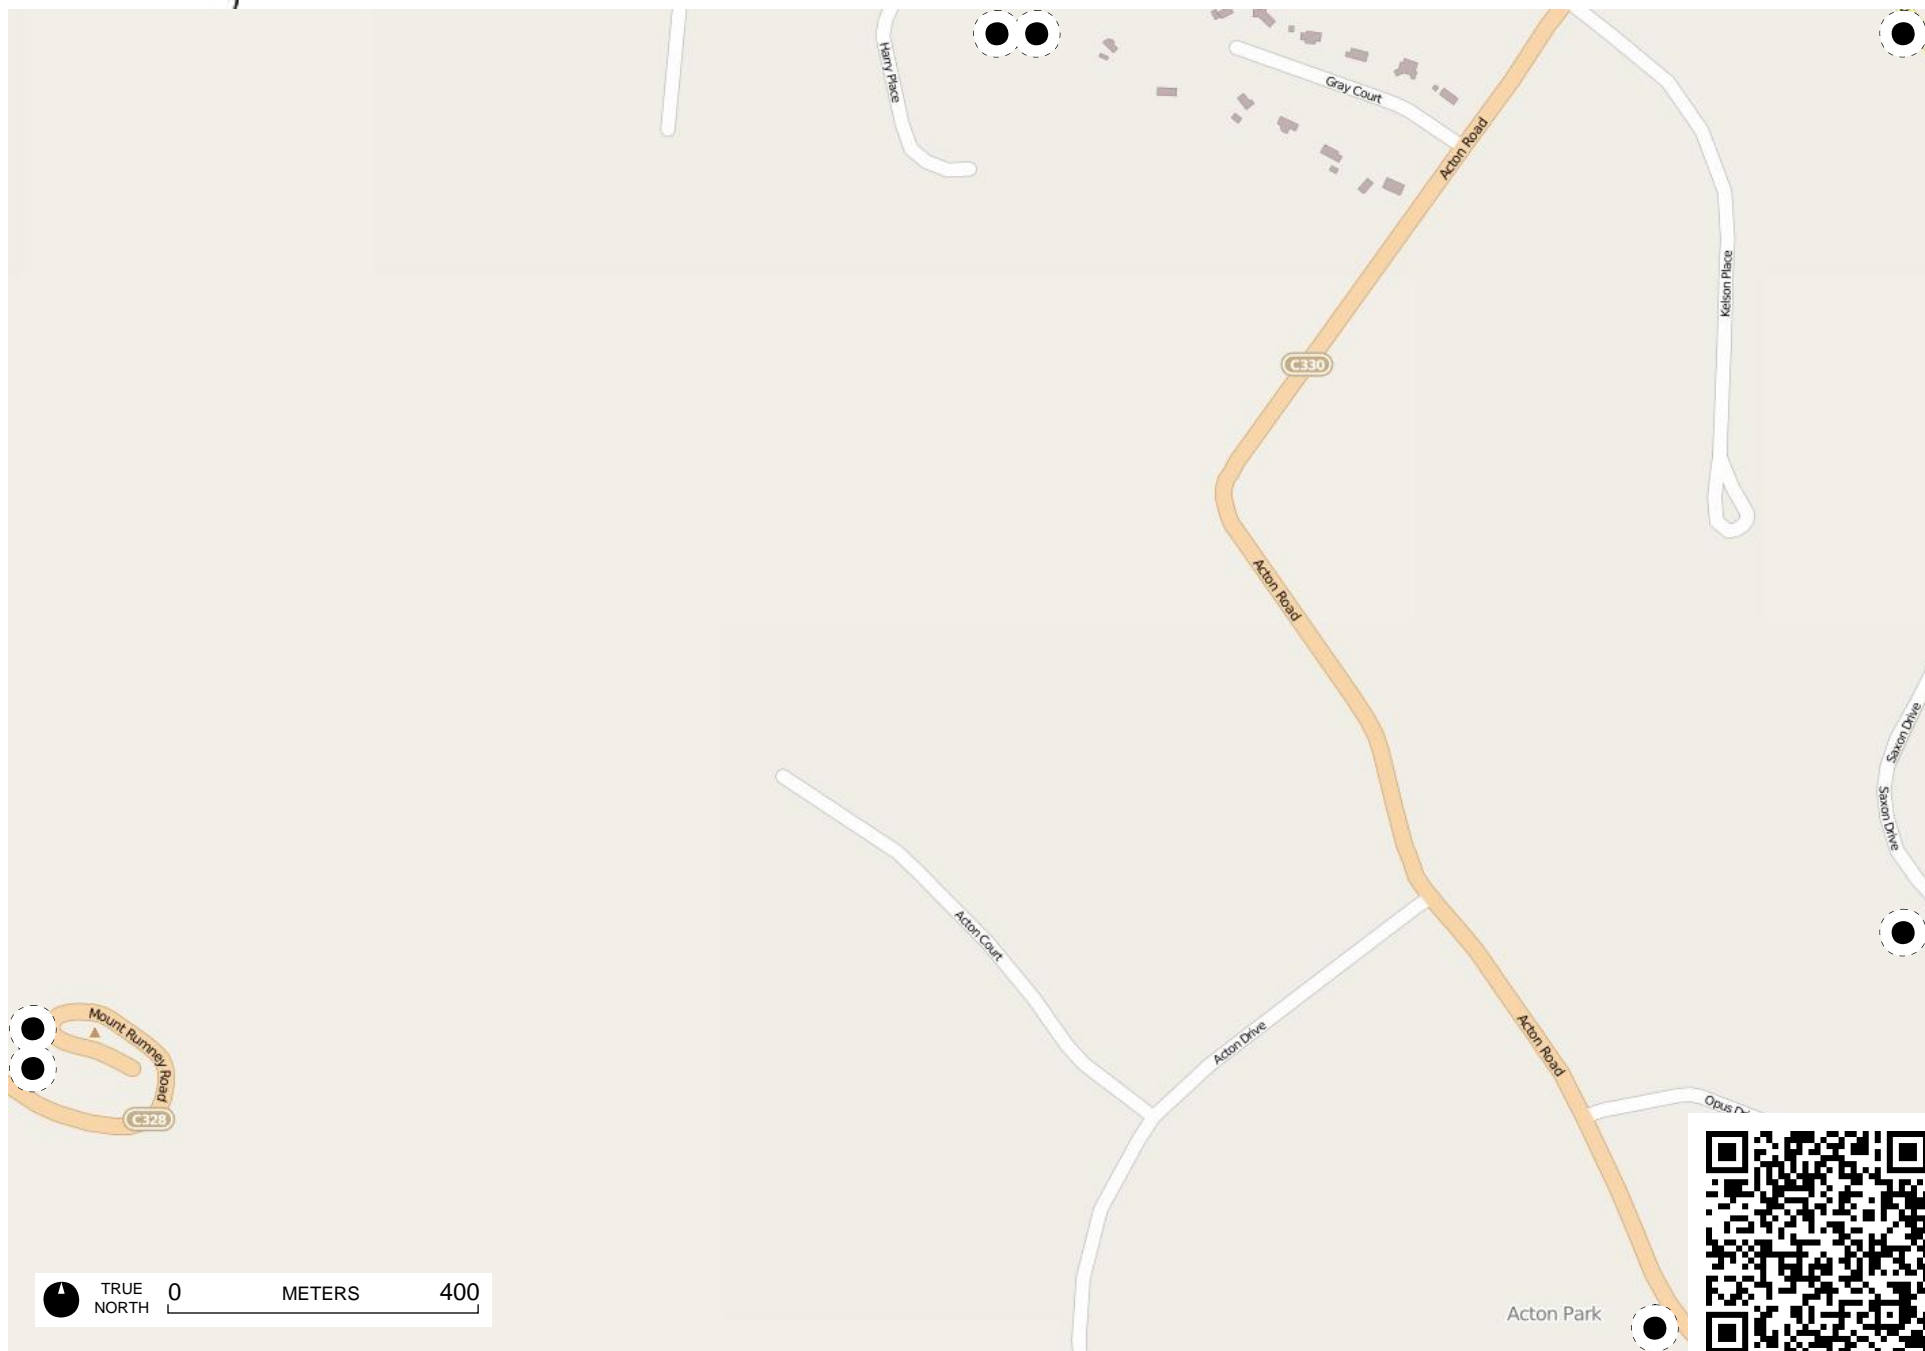 Harry Place
Gray Court
Acton Road
Kelson Place
C330
Acton Road
Saxon Drive
Saxon Drive
Acton Court
Mount Rumney Road
Acton Drive
Acton Road
C328
Opus
TRUE NORTH
0 METERS 400
Acton Park